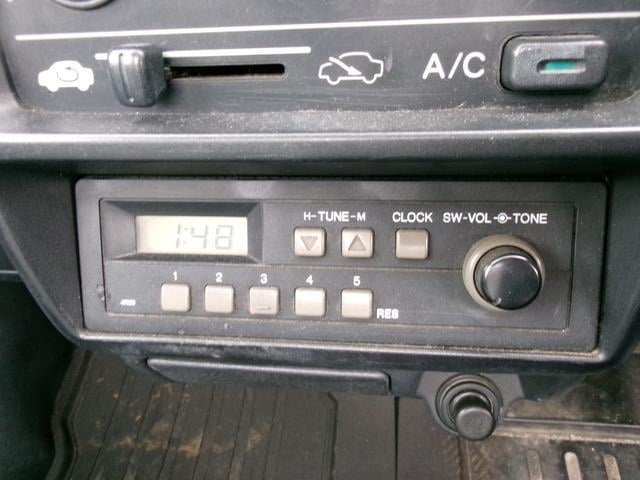 A/C
H-TUNE-M CLOCK SW-VOL TONE
1:48
1 2 3 4 5
RES